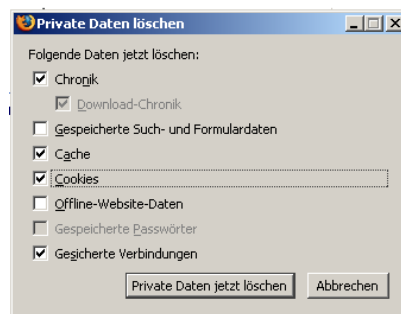 Private Daten löschen
Folgende Daten jetzt löschen:
Chronik
Download-Chronik
Gespeicherte Such- und Formulardaten
Cache
Cookies
Offline-Website-Daten
Gespeicherte Passwörter
Gesicherte Verbindungen
Private Daten jetzt löschen Abbrechen